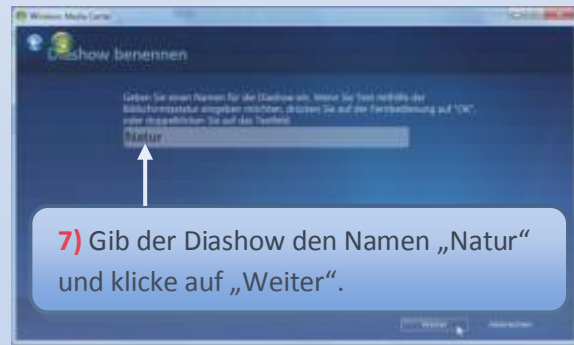 Windows Media Center
Diashow benennen
Geben Sie einen Namen für die Diashow ein. Wenn Sie Text mithilfe der
Bildschirmtastatur eingeben möchten, drücken Sie auf der Fernbedienung auf "OK",
oder doppelklicken Sie auf das Textfeld.
Natur
7) Gib der Diashow den Namen „Natur“
und klicke auf „Weiter“.
Weiter Abbrechen